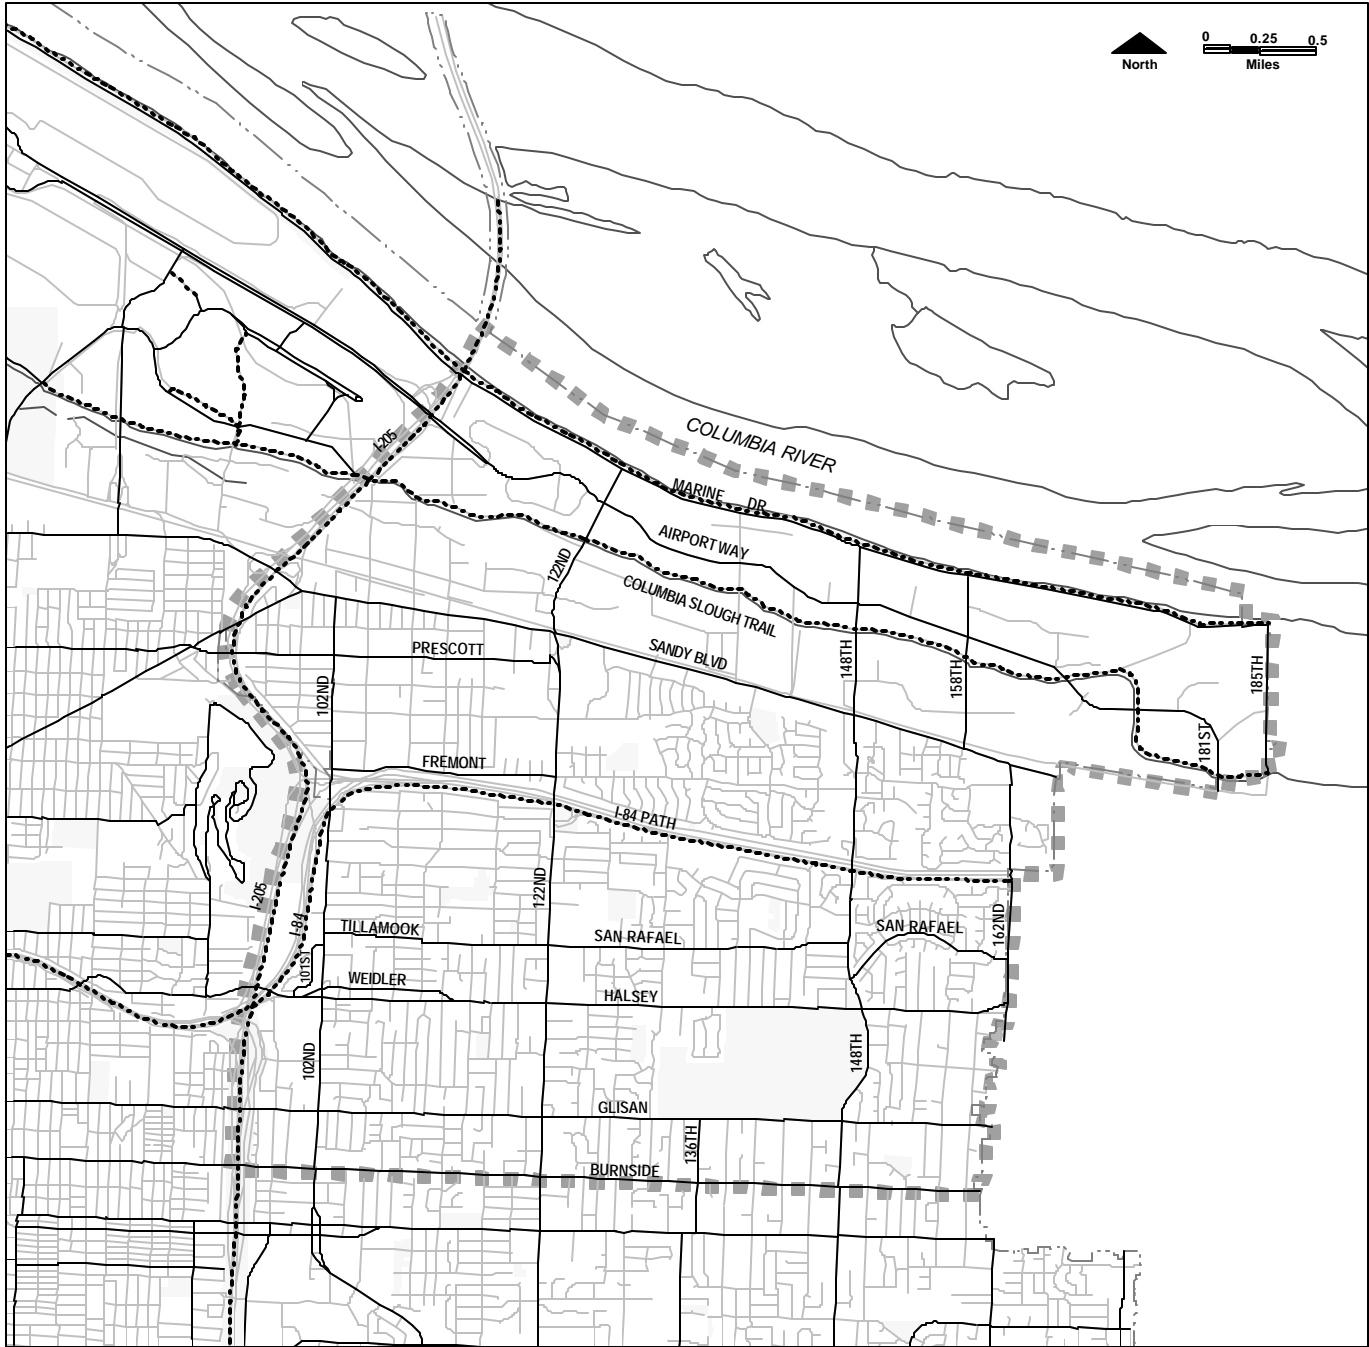 0 0.25 0.5
North Miles
COLUMBIA RIVER
I-205
MARINE DR
AIRPORT WAY
122ND
COLUMBIA SLOUGH TRAIL
PRESCOTT
SANDY BLVD
148TH
158TH
185TH
102ND
181ST
FREMONT
I-84 PATH
I-205
I-84
122ND
TILLAMOOK
SAN RAFAEL
SAN RAFAEL
162ND
101ST
WEIDLER
HALSEY
102ND
148TH
GLISAN
136TH
BURNSIDE